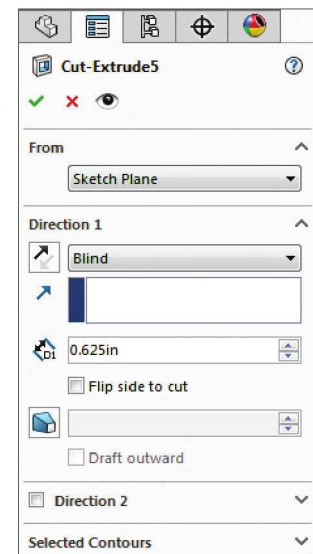 Cut-Extrude5
From
Sketch Plane
Direction 1
Blind
D1 0.625in
Flip side to cut
Draft outward
Direction 2
Selected Contours